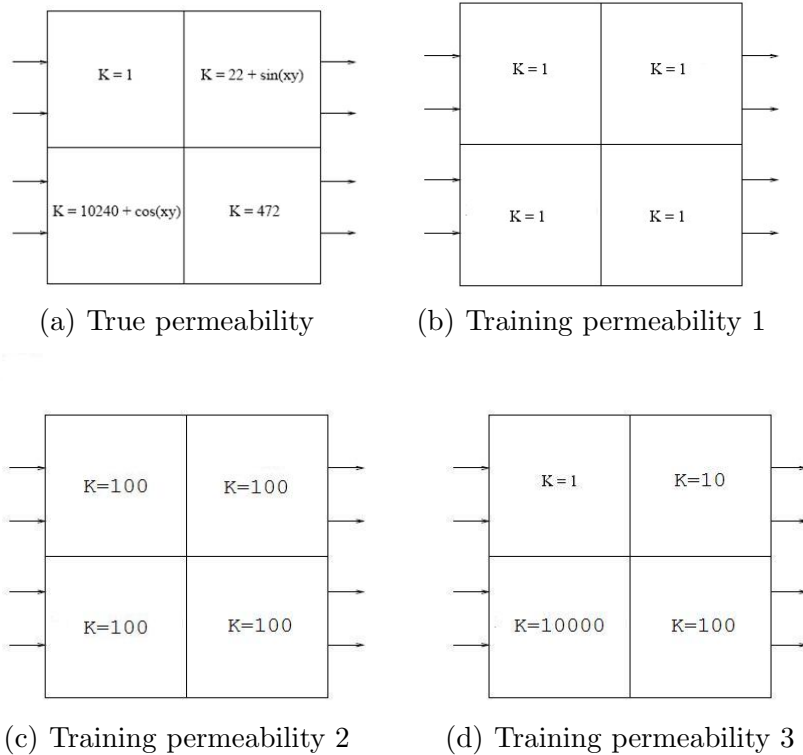 K = 1
K = 22 + sin(xy)
K = 10240 + cos(xy)
K = 472
(a) True permeability
K = 1
K = 1
K = 1
K = 1
(b) Training permeability 1
K=100
K=100
K=100
K=100
(c) Training permeability 2
K = 1
K=10
K=10000
K=100
(d) Training permeability 3